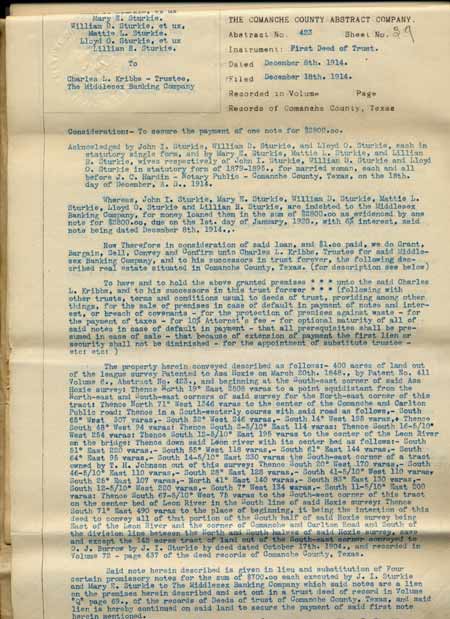 Mary E. Sturkie.
William D. Sturkie, et ux,
Mattie L. Sturkie.
Lloyd O. Sturkie, et ux
Lillian E. Sturkie.
To
Charles L. Kribbs - Trustee,
The Middlesex Banking Company
THE COMANCHE COUNTY ABSTRACT COMPANY.
Abstract No. 423 Sheet No. 29
Instrument: First Deed of Trust.
Dated December 8th. 1914.
Filed December 18th. 1914.
Recorded in Volume Page
Records of Comanche County, Texas
Consideration:- To secure the payment of one note for $2800.oo.
Acknowledged by John I. Sturkie, William D. Sturkie, and Lloyd O. Sturkie, each in
statutory single form, and by Mary E. Sturkie, Mattie L. Sturkie, and Lillian
E. Sturkie, wives respectively of John I. Sturkie, William D. Sturkie and Lloyd
O. Sturkie in statutory form of 1879-1895., for married woman, each and all
before J. C. Hardin - Notary Public - Comanche County, Texas, on the 18th.
day of December, A. D., 1914.
Whereas, John I. Sturkie, Mary E. Sturkie, William D. Sturkie, Mattie L.
Sturkie, Lloyd O. Sturkie and Lillian E. Sturkie, are indebted to the Middlesex
Banking Company, for money loaned them in the sum of $2800.oo as evidenced by one
note for $2800.oo, due on the 1st. day of January, 1920., with 6% interest, said
note being dated December 8th, 1914.,.
Now Therefore in consideration of said loan, and $1.oo paid, we do Grant,
Bargain, Sell, Convey and Confirm unto Charles L. Kribbs, Trustee for said Middle-
sex Banking Company, and to his successors in trust forever, the following des-
cribed real estate situated in Comanche County, Texas. (for description see below)
To have and to hold the above granted premises * * * unto the said Charles
L. Kribbs, and to his successors in this trust forever * * * (following with
other trusts, terms and conditions usual to deeds of trust, providing among other
things, for the sale of premises in case of default in payment of notes and inter-
est, or breach of covenants - for the protection of premises against waste - for
the payment of taxes - for 10% Attorney's fee - for optional maturity of all of
said notes in case of default in payment - that all prerequisites shall be pre-
sumed in case of sale - that because of extension of payment the first lien or
security shall not be diminished - for the appointment of substitute trustee -
etc: etc: )
The property herein conveyed described as follows:- 400 acres of land out
of the league survey Patented to Asa Hoxie on March 20th. 1848., by Patent No. 411
Volume 6., Abstract No. 423., and beginning at the South-east corner of said Asa
Hoxie survey: Thence North 19° East 2508 varas to a point equidistant from the
North-east and South-east corners of said survey for the North-east corner of this
tract: Thence North 71° West 1346 varas to the center of the Comanche and Carlton
Public road: Thence in a South-westerly course with said road as follows,- South
65° West 307 varas.- South 32° West 246 varas.- South 14° West 195 varas.- Thence
South 48° West 94 varas: Thence South 2-5/10° East 114 varas: Thence South 16-5/10°
West 254 varas: Thence South 12-5/10° East 195 varas to the center of the Leon River
on the bridge: Thence down said Leon river with its center bed as follows:- South
51° East 220 varas.- South 55° West 118 varas.- South 61° East 144 varas.- South
64° East 95 varas.- South 14-5/10° East 230 varas the South-east corner of a tract
owned by T. H. Johnson out of this survey: Thence South 20° West 170 varas,- South
46-5/10° East 110 varas,- South 28° East 128 varas.- South 41-5/10° West 110 varas:
South 25° East 107 varas,- North 41° East 140 varas.- South 83° East 130 varas.-
South 12-5/10° West 220 varas,- South 7° West 134 varas,- South 11-5/10° East 200
varas: Thence South 67-5/10° West 75 varas to the South-west corner of this tract
on the center bed of Leon River in the South line of said Hoxie survey: Thence
South 71° East 490 varas to the place of beginning, it being the intention of this
deed to convey all of that portion of the South half of said Hoxie survey being
East of the Leon River and the corner of Comanche and Carlton Road and South of
the division line between the North and South halves of said Hoxie Survey, save
and except the 143 acres tract of land out of the South-east corner conveyed to
D. J. Burrow by J. I. Sturkie by deed dated October 17th. 1904., and recorded in
Volume 72 - page 437 of the deed records of Comanche County, Texas.
Said note herein described is given in lieu and substitution of Four
certain promissory notes for the sum of $700.oo each executed by J. I. Sturkie
and Mary E. Sturkie to The Middlesex Banking Company which said notes are a lien
on the premises herein described and set out in a trust deed of record in Volume
"Q" page 69., of the records of Deeds of trust of Comanche County, Texas, and said
lien is hereby continued on said land to secure the payment of said first note
herein mentioned.